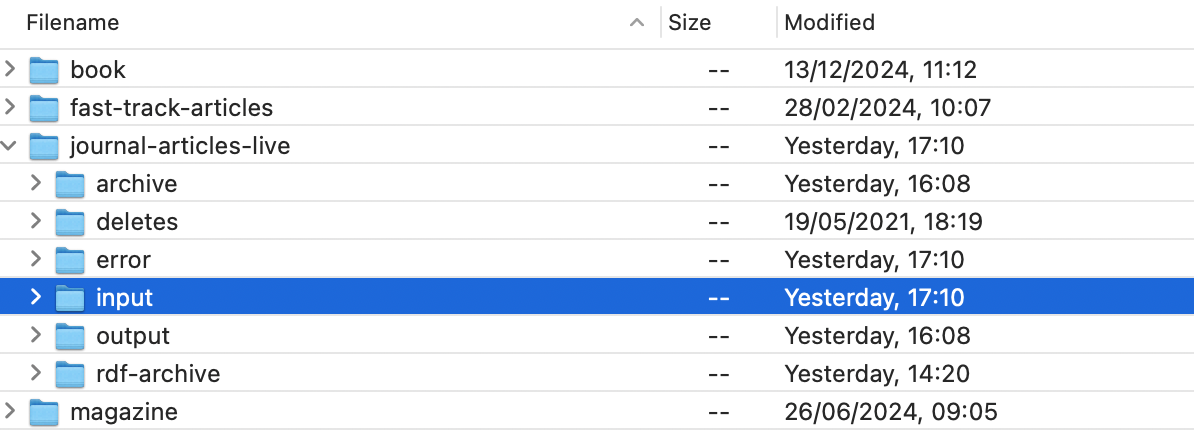 Filename Size Modified
book -- 13/12/2024, 11:12
fast-track-articles -- 28/02/2024, 10:07
journal-articles-live -- Yesterday, 17:10
archive -- Yesterday, 16:08
deletes -- 19/05/2021, 18:19
error -- Yesterday, 17:10
input -- Yesterday, 17:10
output -- Yesterday, 16:08
rdf-archive -- Yesterday, 14:20
magazine -- 26/06/2024, 09:05